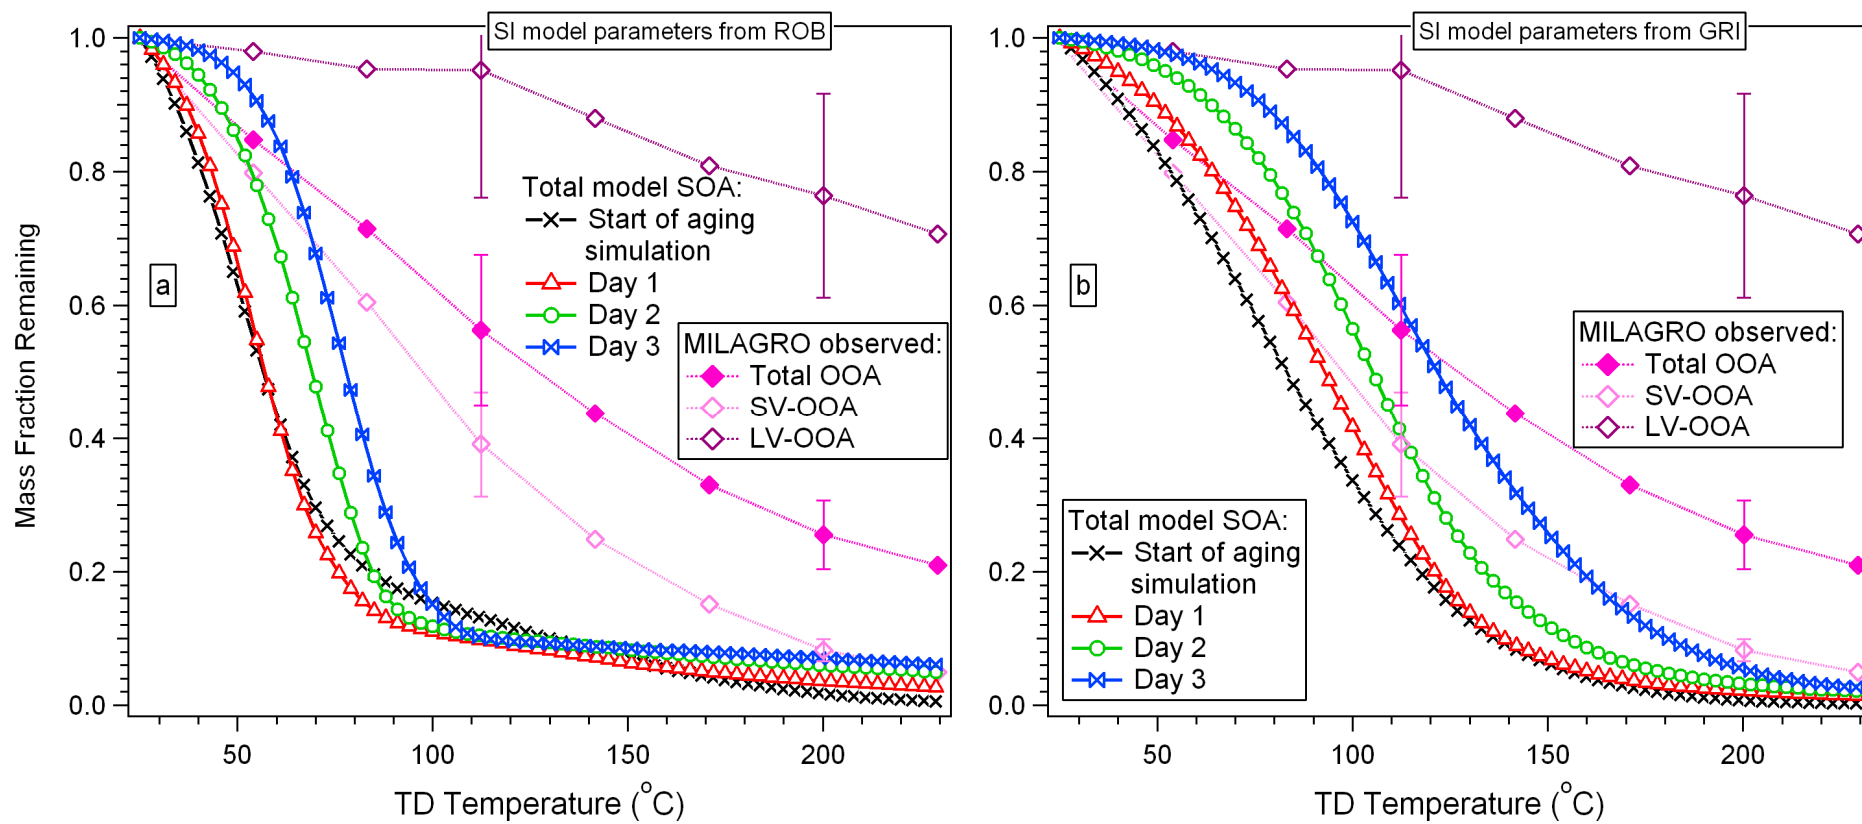 SI model parameters from ROB
1.0
0.8
0.6
0.4
0.2
0.0
Mass Fraction Remaining
a
Total model SOA:
Start of aging
simulation
Day 1
Day 2
Day 3
MILAGRO observed:
Total OOA
SV-OOA
LV-OOA
50
100
150
200
TD Temperature (°C)
SI model parameters from GRI
1.0
0.8
0.6
0.4
0.2
0.0
b
MILAGRO observed:
Total OOA
SV-OOA
LV-OOA
Total model SOA:
Start of aging
simulation
Day 1
Day 2
Day 3
50
100
150
200
TD Temperature (°C)